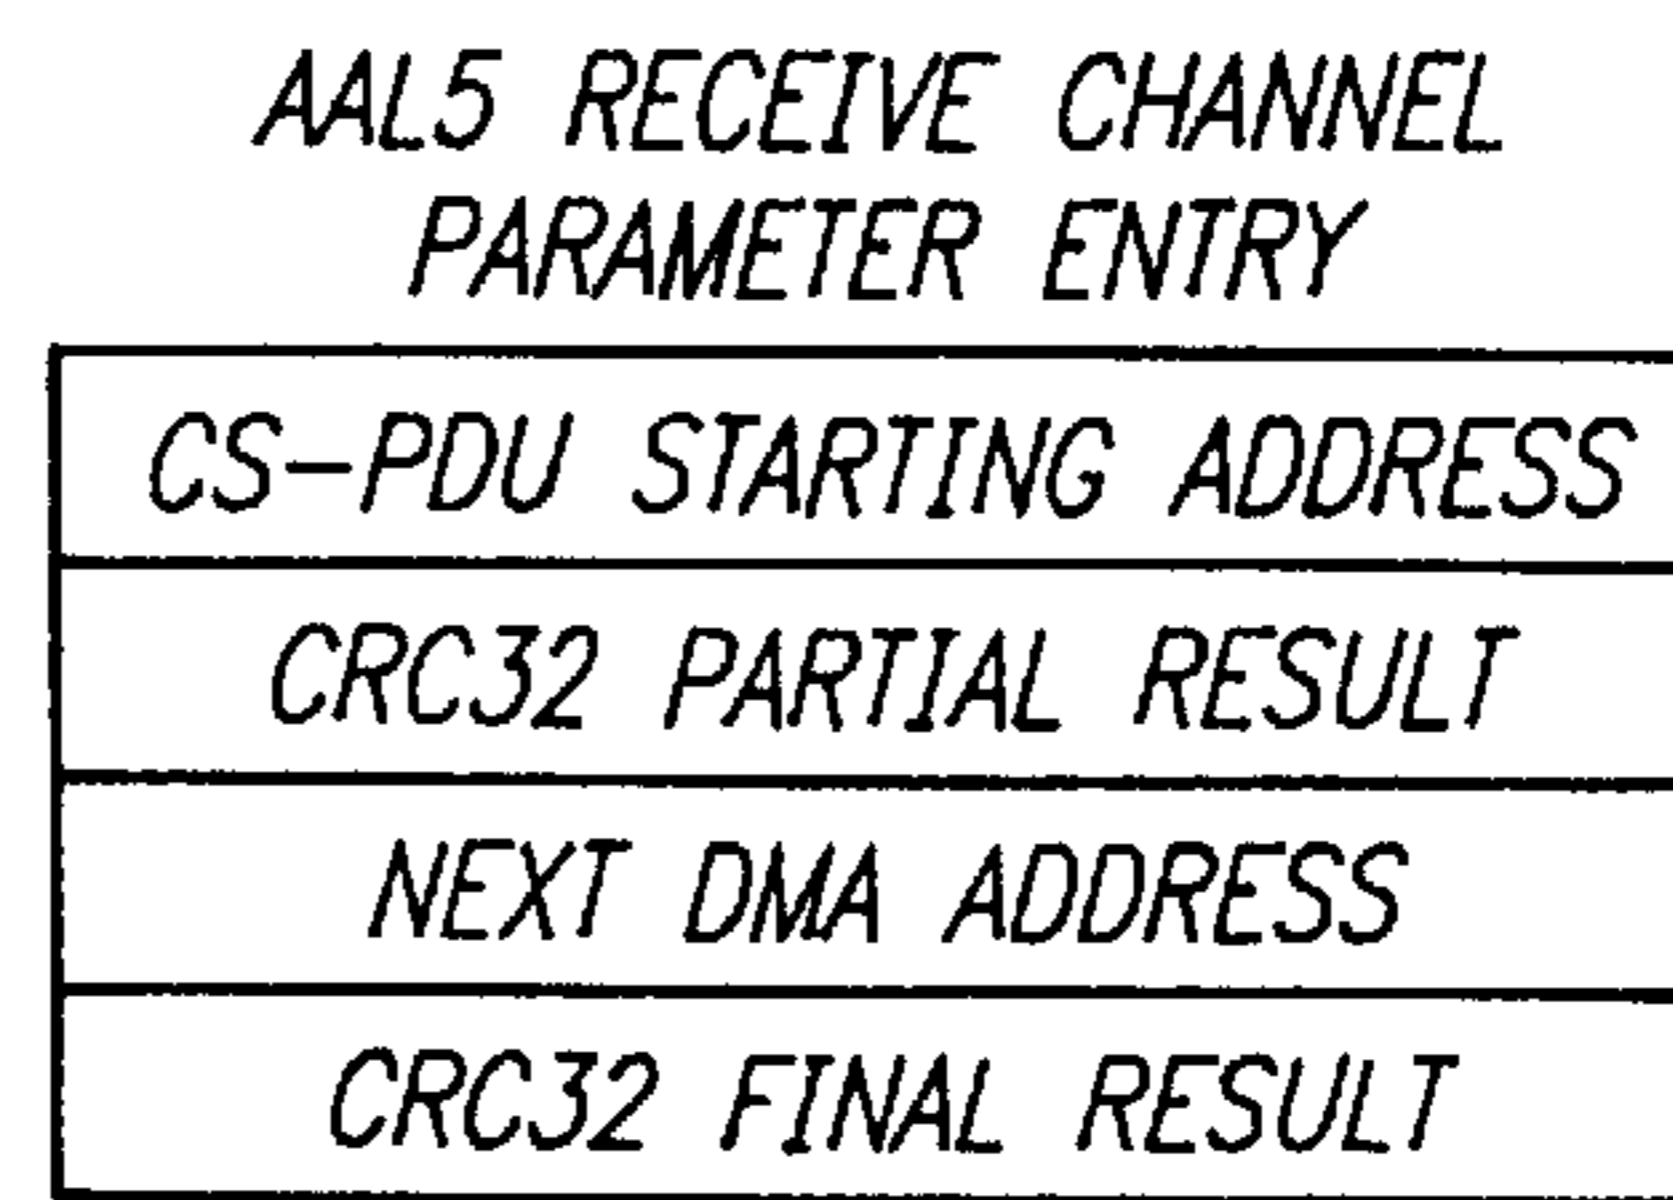 AAL5 RECEIVE CHANNEL
PARAMETER ENTRY
CS-PDU STARTING ADDRESS
CRC32 PARTIAL RESULT
NEXT DMA ADDRESS
CRC32 FINAL RESULT